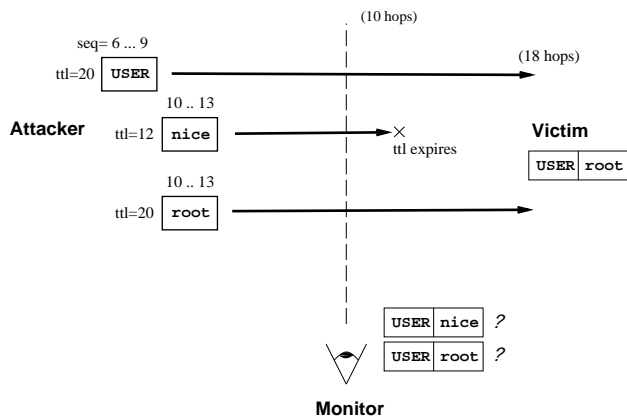 (10 hops)
seq= 6 ... 9
(18 hops)
ttl=20 USER
10 .. 13
Attacker
ttl=12 nice
ttl expires
Victim
USER root
10 .. 13
ttl=20 root
USER nice ?
USER root ?
Monitor